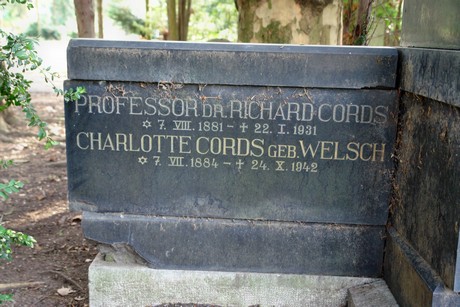 PROFESSOR DR. RICHARD CORDS
✡ 7. VIII. 1881 - ✝ 22. I. 1931
CHARLOTTE CORDS GEB. WELSCH
✡ 7. VII. 1884 - ✝ 24. X. 1942